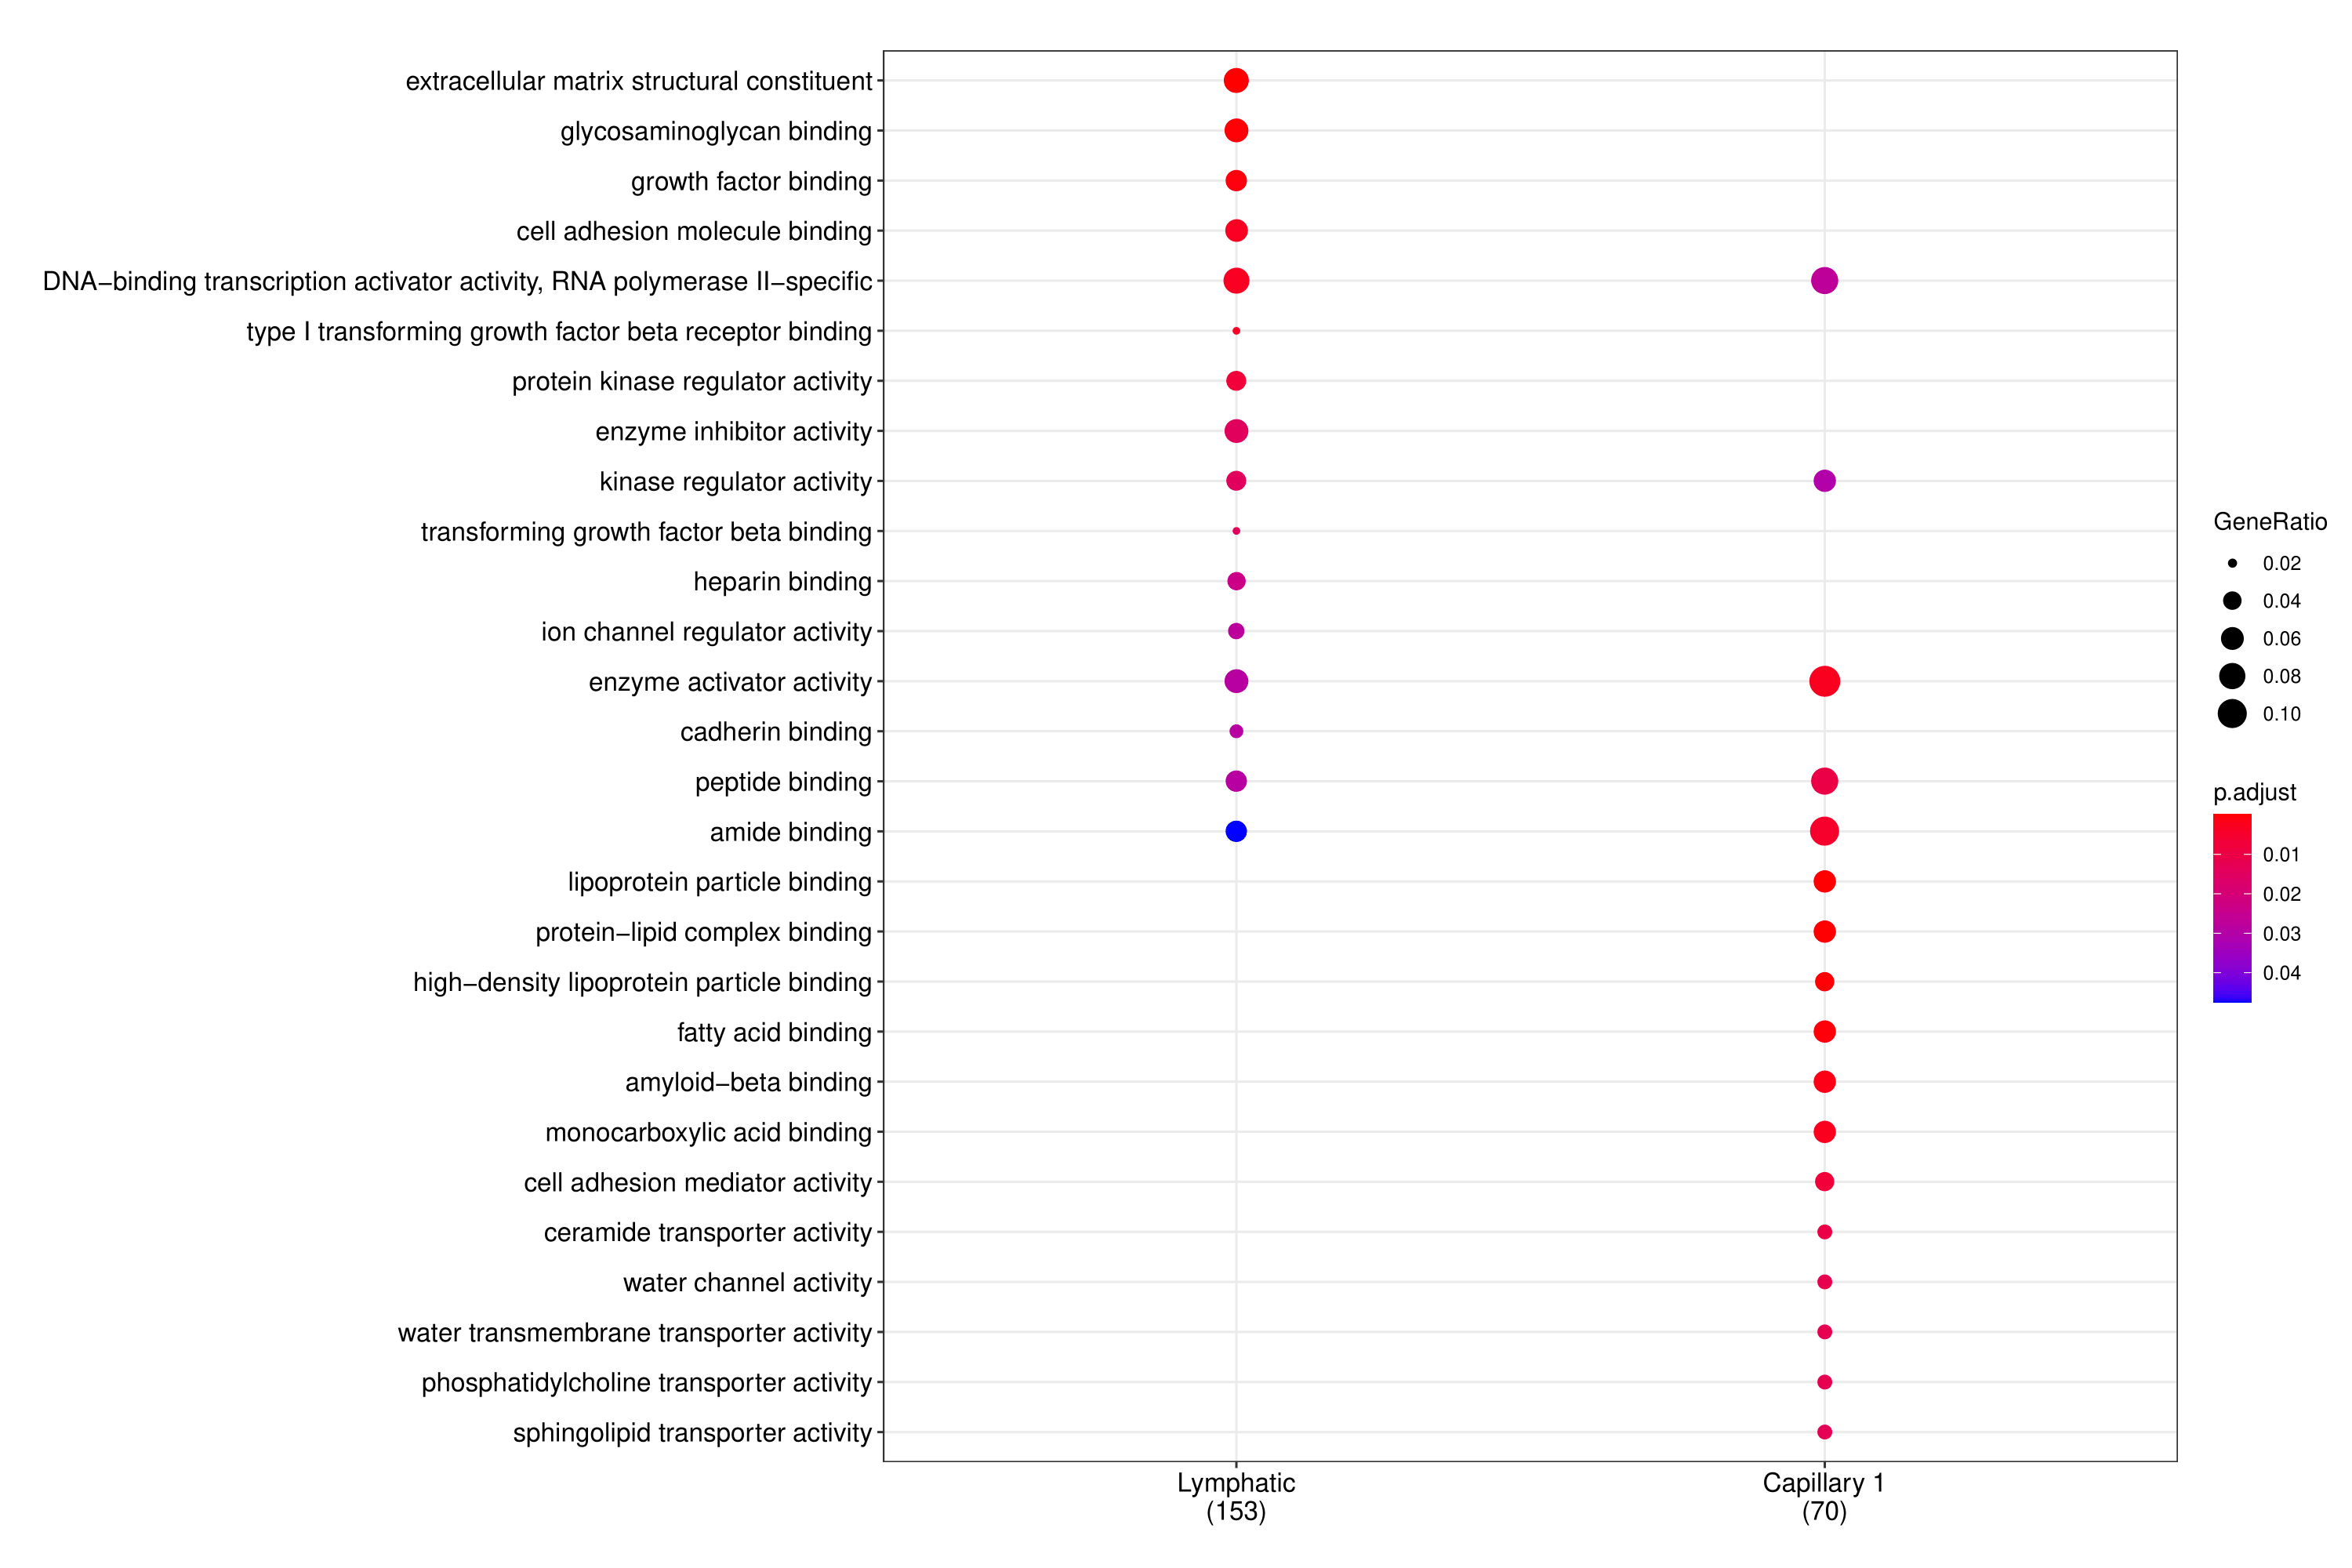 extracellular matrix structural constituent
glycosaminoglycan binding
growth factor binding
cell adhesion molecule binding
DNA−binding transcription activator activity, RNA polymerase II−specific
type I transforming growth factor beta receptor binding
protein kinase regulator activity
enzyme inhibitor activity
kinase regulator activity
transforming growth factor beta binding
heparin binding
ion channel regulator activity
enzyme activator activity
cadherin binding
peptide binding
amide binding
lipoprotein particle binding
protein−lipid complex binding
high−density lipoprotein particle binding
fatty acid binding
amyloid−beta binding
monocarboxylic acid binding
cell adhesion mediator activity
ceramide transporter activity
water channel activity
water transmembrane transporter activity
phosphatidylcholine transporter activity
sphingolipid transporter activity
Lymphatic
(153)
Capillary 1
(70)
GeneRatio
0.02
0.04
0.06
0.08
0.10
p.adjust
0.01
0.02
0.03
0.04